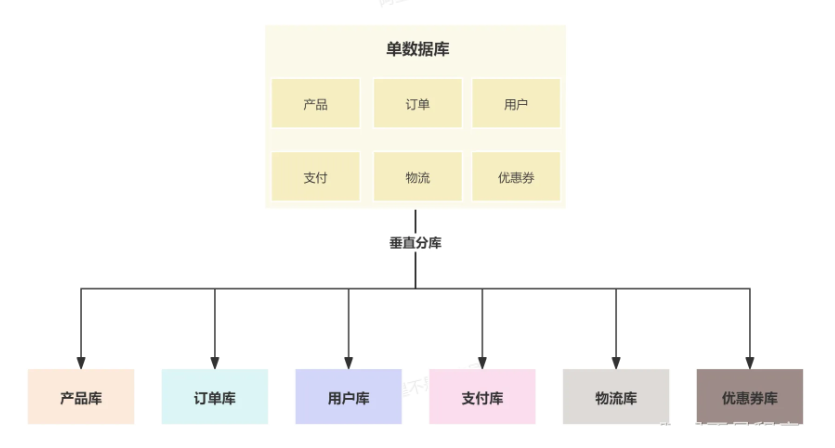 单数据库
产品 订单 用户
支付 物流 优惠券
垂直分库
产品库 订单库 用户库 支付库 物流库 优惠券库